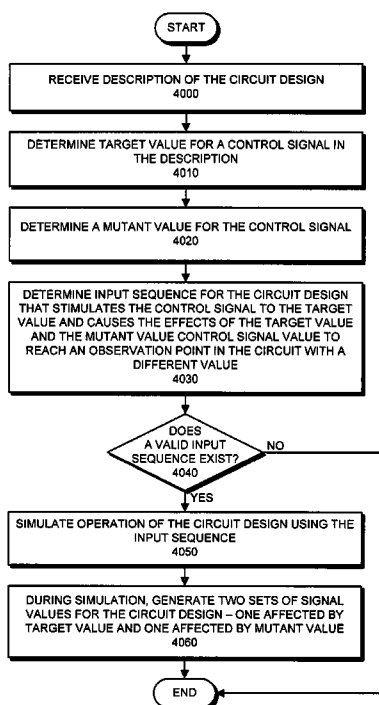 START
RECEIVE DESCRIPTION OF THE CIRCUIT DESIGN
4000
DETERMINE TARGET VALUE FOR A CONTROL SIGNAL IN
THE DESCRIPTION
4010
DETERMINE A MUTANT VALUE FOR THE CONTROL SIGNAL
4020
DETERMINE INPUT SEQUENCE FOR THE CIRCUIT DESIGN
THAT STIMULATES THE CONTROL SIGNAL TO THE TARGET
VALUE AND CAUSES THE EFFECTS OF THE TARGET VALUE
AND THE MUTANT VALUE CONTROL SIGNAL VALUE TO
REACH AN OBSERVATION POINT IN THE CIRCUIT WITH A
DIFFERENT VALUE
4030
DOES
A VALID INPUT
SEQUENCE EXIST?
4040
NO
YES
SIMULATE OPERATION OF THE CIRCUIT DESIGN USING THE
INPUT SEQUENCE
4050
DURING SIMULATION, GENERATE TWO SETS OF SIGNAL
VALUES FOR THE CIRCUIT DESIGN – ONE AFFECTED BY
TARGET VALUE AND ONE AFFECTED BY MUTANT VALUE
4060
END